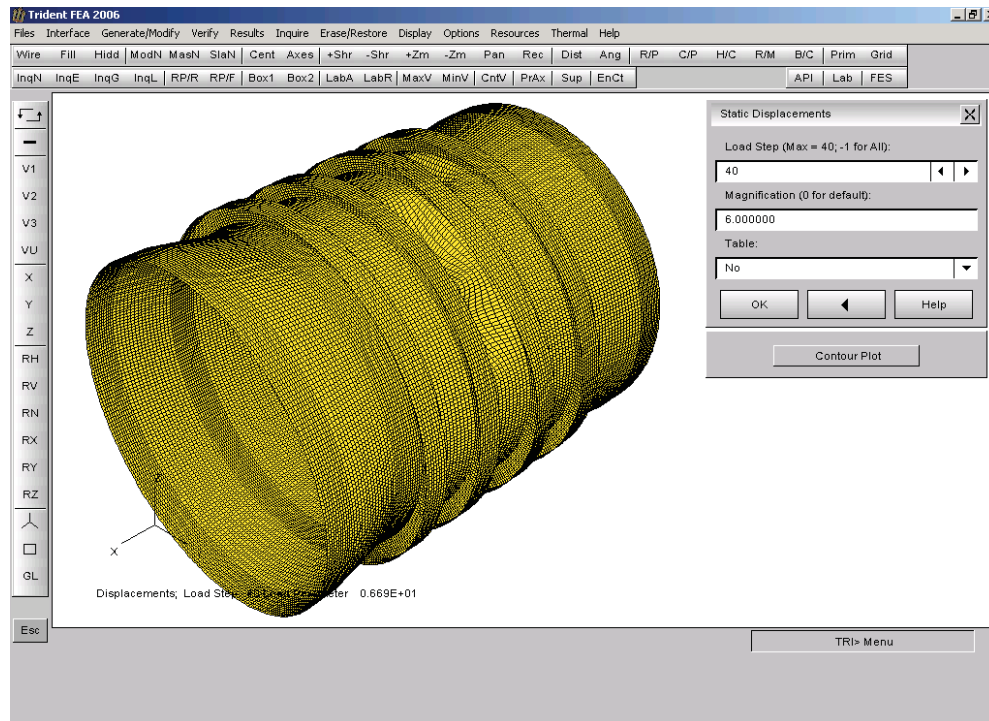 Trident FEA 2006
Files Interface Generate/Modify Verify Results Inquire Erase/Restore Display Options Resources Thermal Help
Wire Fill Hidd ModN MasN SlaN Cent Axes +Shr -Shr +Zm -Zm Pan Rec Dist Ang R/P C/P H/C R/M B/C Prim Grid
InqN InqE InqG InqL RP/R RP/F Box1 Box2 LabA LabR MaxV MinV CntV PrAx Sup EnCt API Lab FES
Static Displacements
Load Step (Max = 40; -1 for All):
40
Magnification (0 for default):
6.000000
Table:
No
OK Help
Contour Plot
V1
V2
V3
VU
X
Y
Z
RH
RV
RN
RX
RY
RZ
GL
Esc
X
Displacements; Load Step 0.669E+01
TRI> Menu